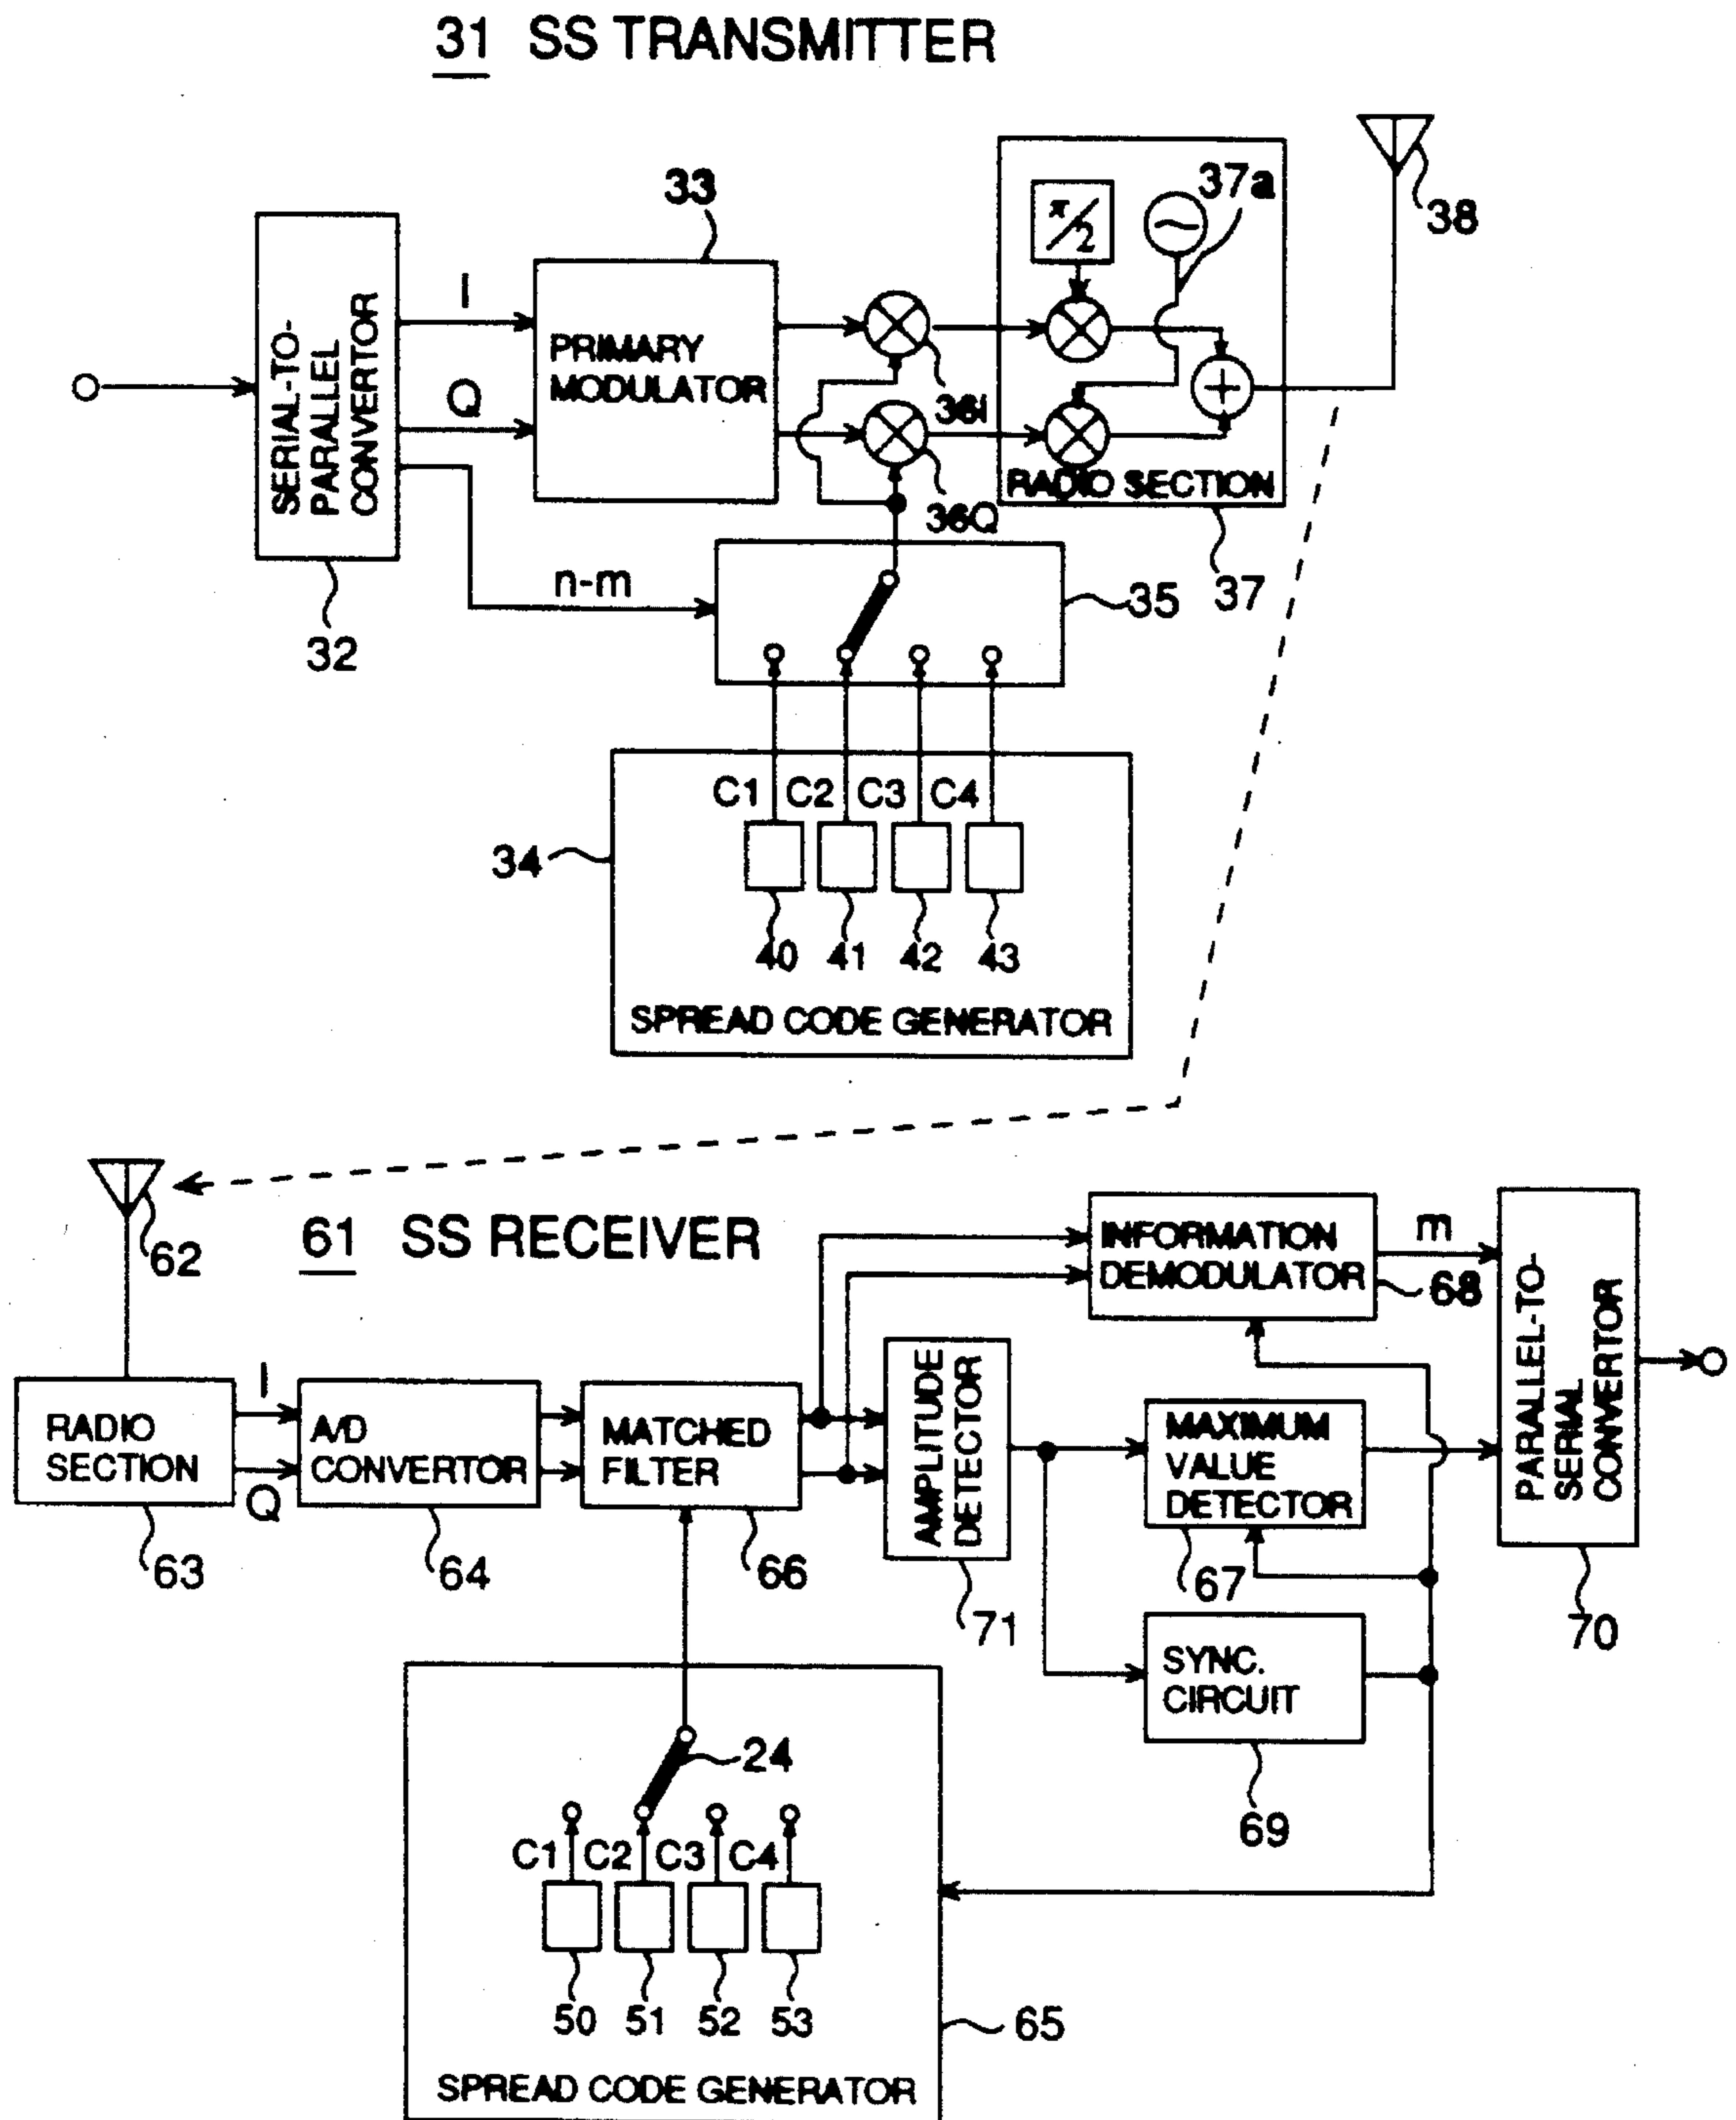 31 SS TRANSMITTER
33
37a
π/2
38
I
SERIAL-TO-
PARALLEL
CONVERTOR
PRIMARY
MODULATOR
Q
36I
RADIO SECTION
36Q
n-m
35
37
32
C1 C2 C3 C4
34
40 41 42 43
SPREAD CODE GENERATOR
62
61 SS RECEIVER
INFORMATION
DEMODULATOR
m
68
PARALLEL-TO-
SERIAL
CONVERTOR
I
RADIO
SECTION
Q
A/D
CONVERTOR
MATCHED
FILTER
AMPLITUDE
DETECTOR
MAXIMUM
VALUE
DETECTOR
63
64
66
71
67
70
SYNC.
CIRCUIT
24
69
C1 C2 C3 C4
50 51 52 53
65
SPREAD CODE GENERATOR